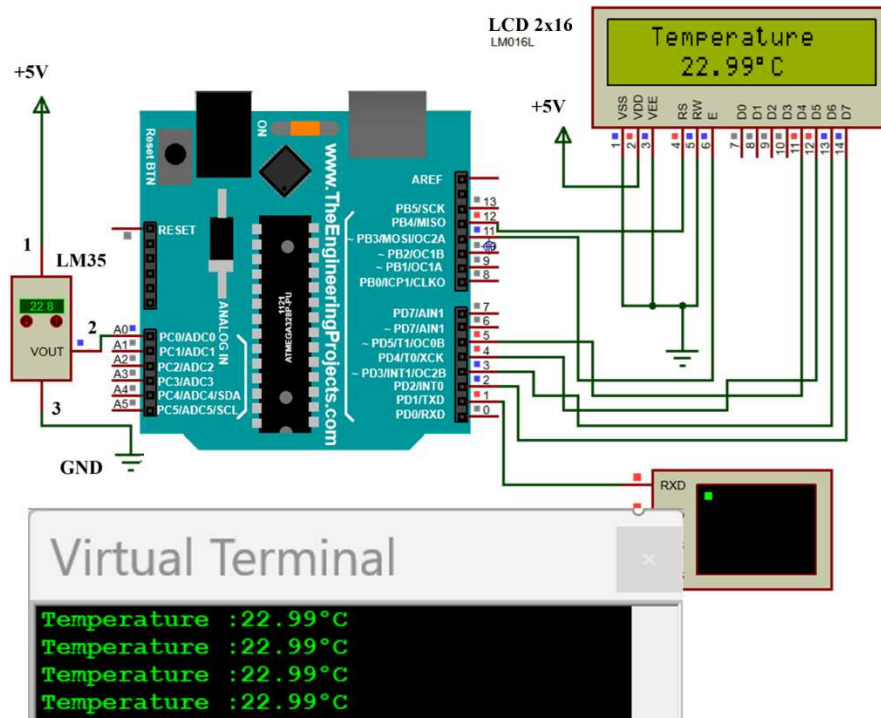 LCD 2x16
LM016L
Temperature
22.99°C
+5V
+5V
VSS
VDD
VEE
RS
RW
E
D0
D1
D2
D3
D4
D5
D6
D7
1
2
3
4
5
6
7
8
9
10
11
12
13
14
Reset BTN
ON
www.TheEngineeringProjects.com
AREF
13
PB5/SCK
12
PB4/MISO
11
~ PB3/MOSI/OC2A
~ PB2/OC1B
9
~ PB1/OC1A
8
PB0/ICP1/CLKO
RESET
ANALOG IN
1121
ATMEGA328P-PU
7
PD7/AIN1
6
~ PD7/AIN1
5
~ PD5/T1/OC0B
4
PD4/T0/XCK
3
~ PD3/INT1/OC2B
2
PD2/INT0
1
PD1/TXD
0
PD0/RXD
1
LM35
22.8
2
VOUT
3
GND
A0
PC0/ADC0
A1
PC1/ADC1
A2
PC2/ADC2
A3
PC3/ADC3
A4
PC4/ADC4/SDA
A5
PC5/ADC5/SCL
RXD
Virtual Terminal
×
Temperature :22.99°C
Temperature :22.99°C
Temperature :22.99°C
Temperature :22.99°C